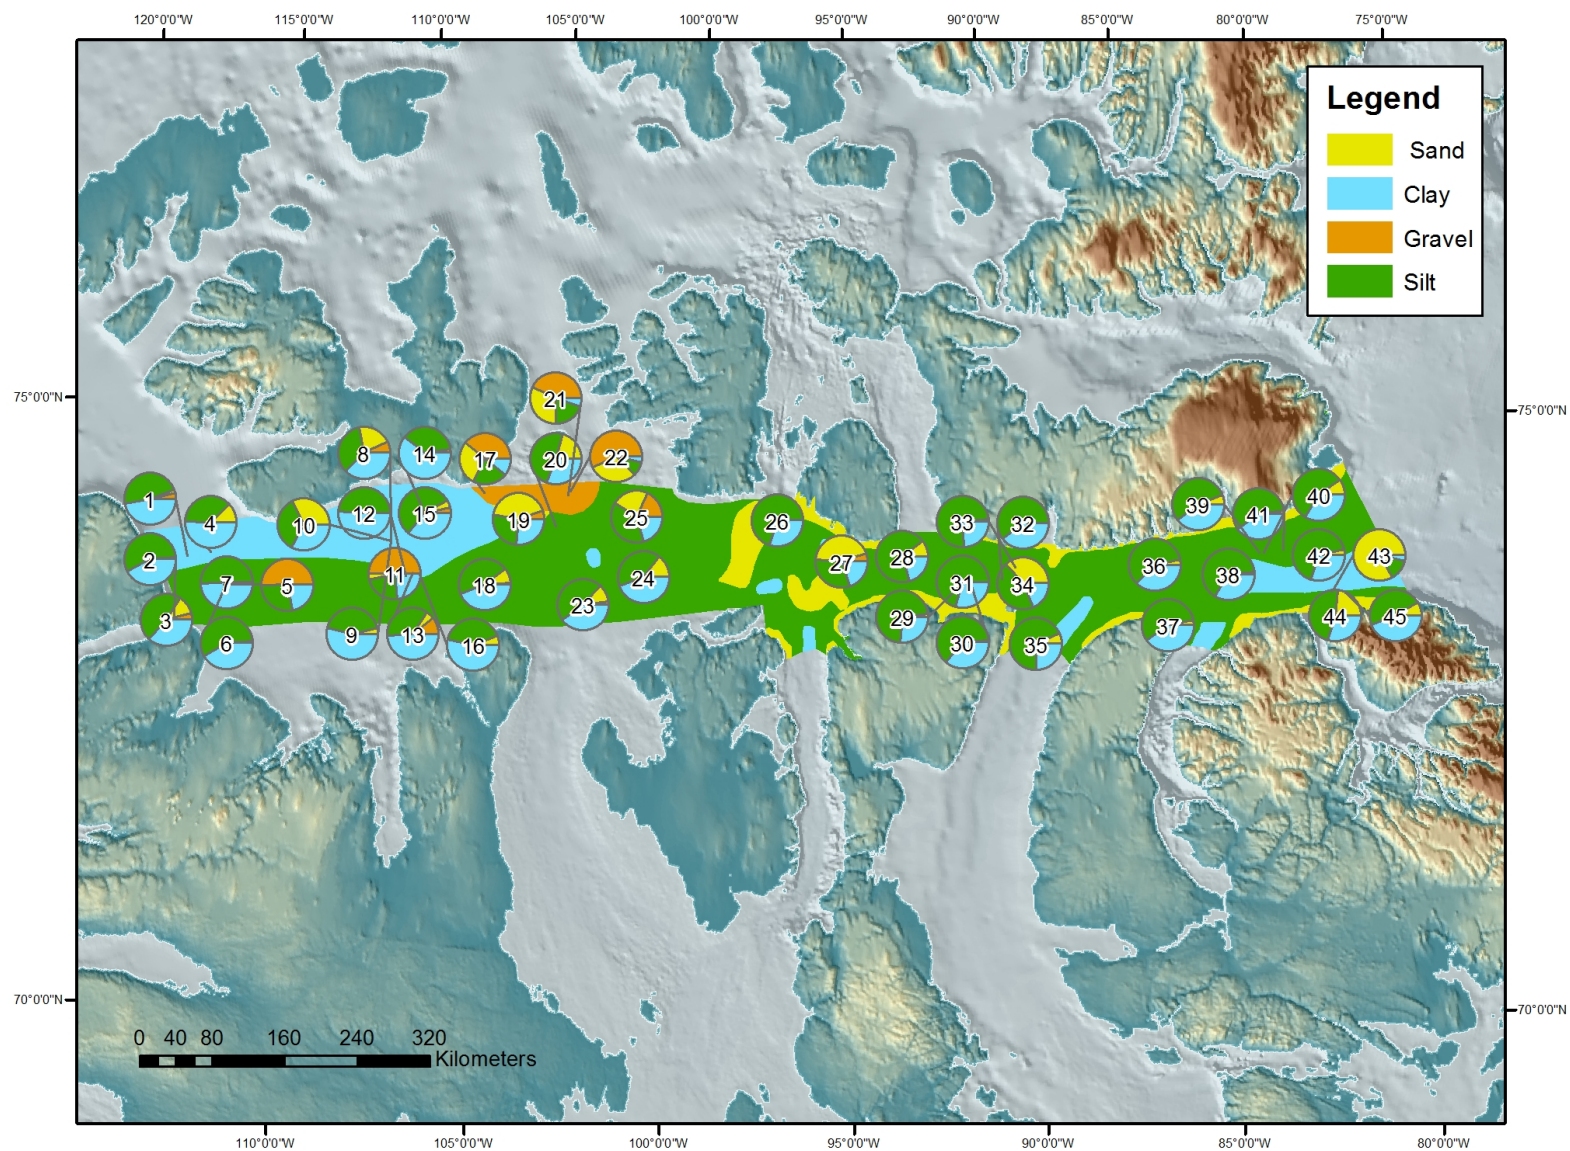 120°0'0"W 115°0'0"W 110°0'0"W 105°0'0"W 100°0'0"W 95°0'0"W 90°0'0"W 85°0'0"W 80°0'0"W 75°0'0"W
Legend
Sand
Clay
Gravel
Silt
75°0'0"N 75°0'0"N
21
8 14 17 20 22
1 4 10 12 15 19 25 26 33 32 39 41 40
2 7 5 11 18 24 23 27 28 31 34 36 38 42 43
3 6 9 13 16 29 30 35 37 44 45
70°0'0"N 70°0'0"N
0 40 80 160 240 320
Kilometers
110°0'0"W 105°0'0"W 100°0'0"W 95°0'0"W 90°0'0"W 85°0'0"W 80°0'0"W